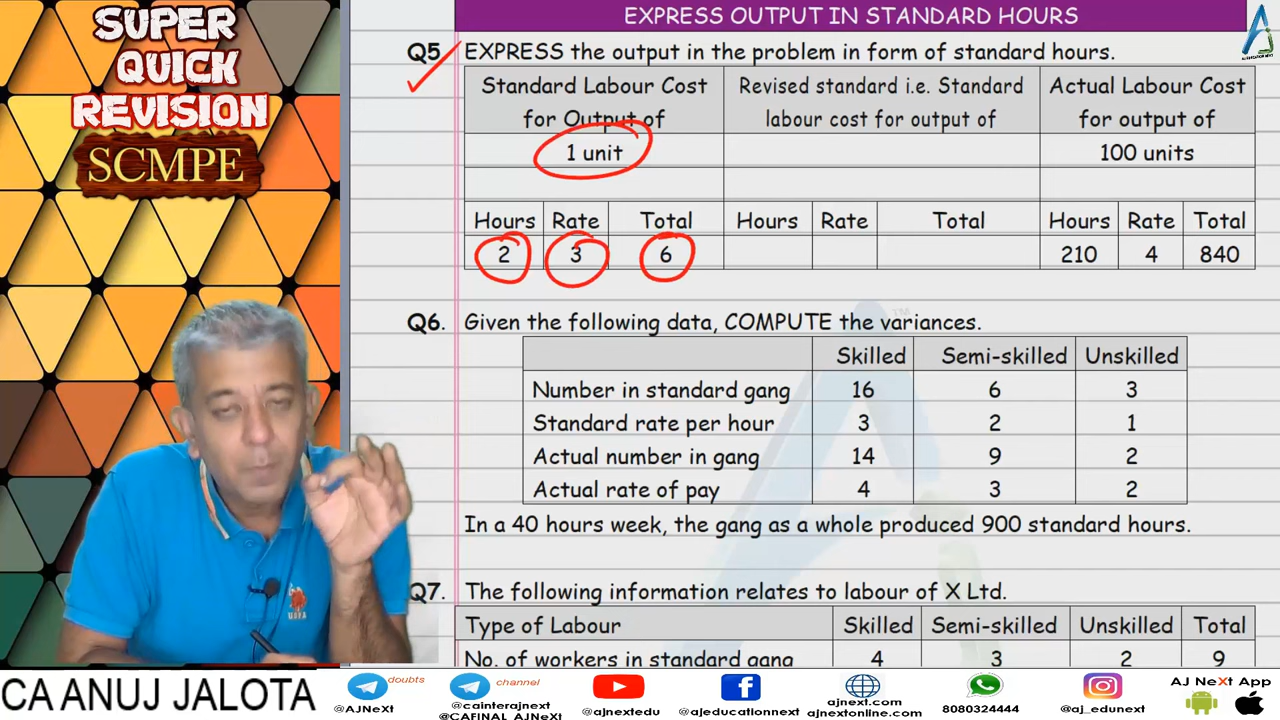 SUPER
QUICK
REVISION
SCMPE
EXPRESS OUTPUT IN STANDARD HOURS
Q5 EXPRESS the output in the problem in form of standard hours.
Standard Labour Cost for Output of | Revised standard i.e. Standard labour cost for output of | Actual Labour Cost for output of
1 unit | 100 units
Hours Rate Total Hours Rate Total Hours Rate Total
2 3 6 210 4 840
Q6. Given the following data, COMPUTE the variances.
Skilled Semi-skilled Unskilled
Number in standard gang 16 6 3
Standard rate per hour 3 2 1
Actual number in gang 14 9 2
Actual rate of pay 4 3 2
In a 40 hours week, the gang as a whole produced 900 standard hours.
Q7. The following information relates to labour of X Ltd.
Type of Labour Skilled Semi-skilled Unskilled Total
No. of workers in standard gang 4 3 2 9
CA ANUJ JALOTA
doubts
@AJNeXt
channel
@cainterajnext
@CAFINAL_AJNeXt
@ajnextedu
@ajeducationnext
ajnext.com
ajnextonline.com
8080324444
@aj_edunext
AJ NeXt App